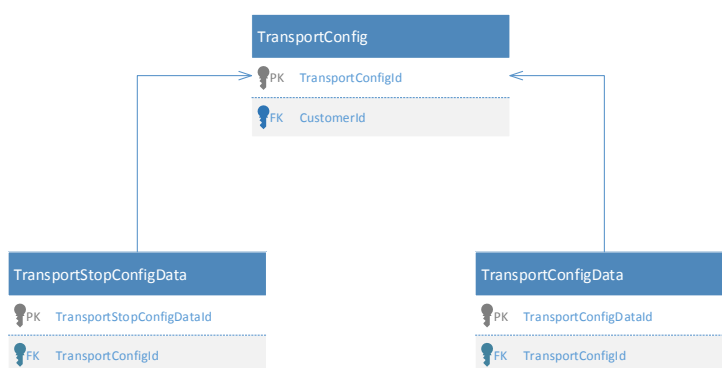 TransportConfig
PK TransportConfigId
FK CustomerId
TransportStopConfigData
PK TransportStopConfigDataId
FK TransportConfigId
TransportConfigData
PK TransportConfigDataId
FK TransportConfigId